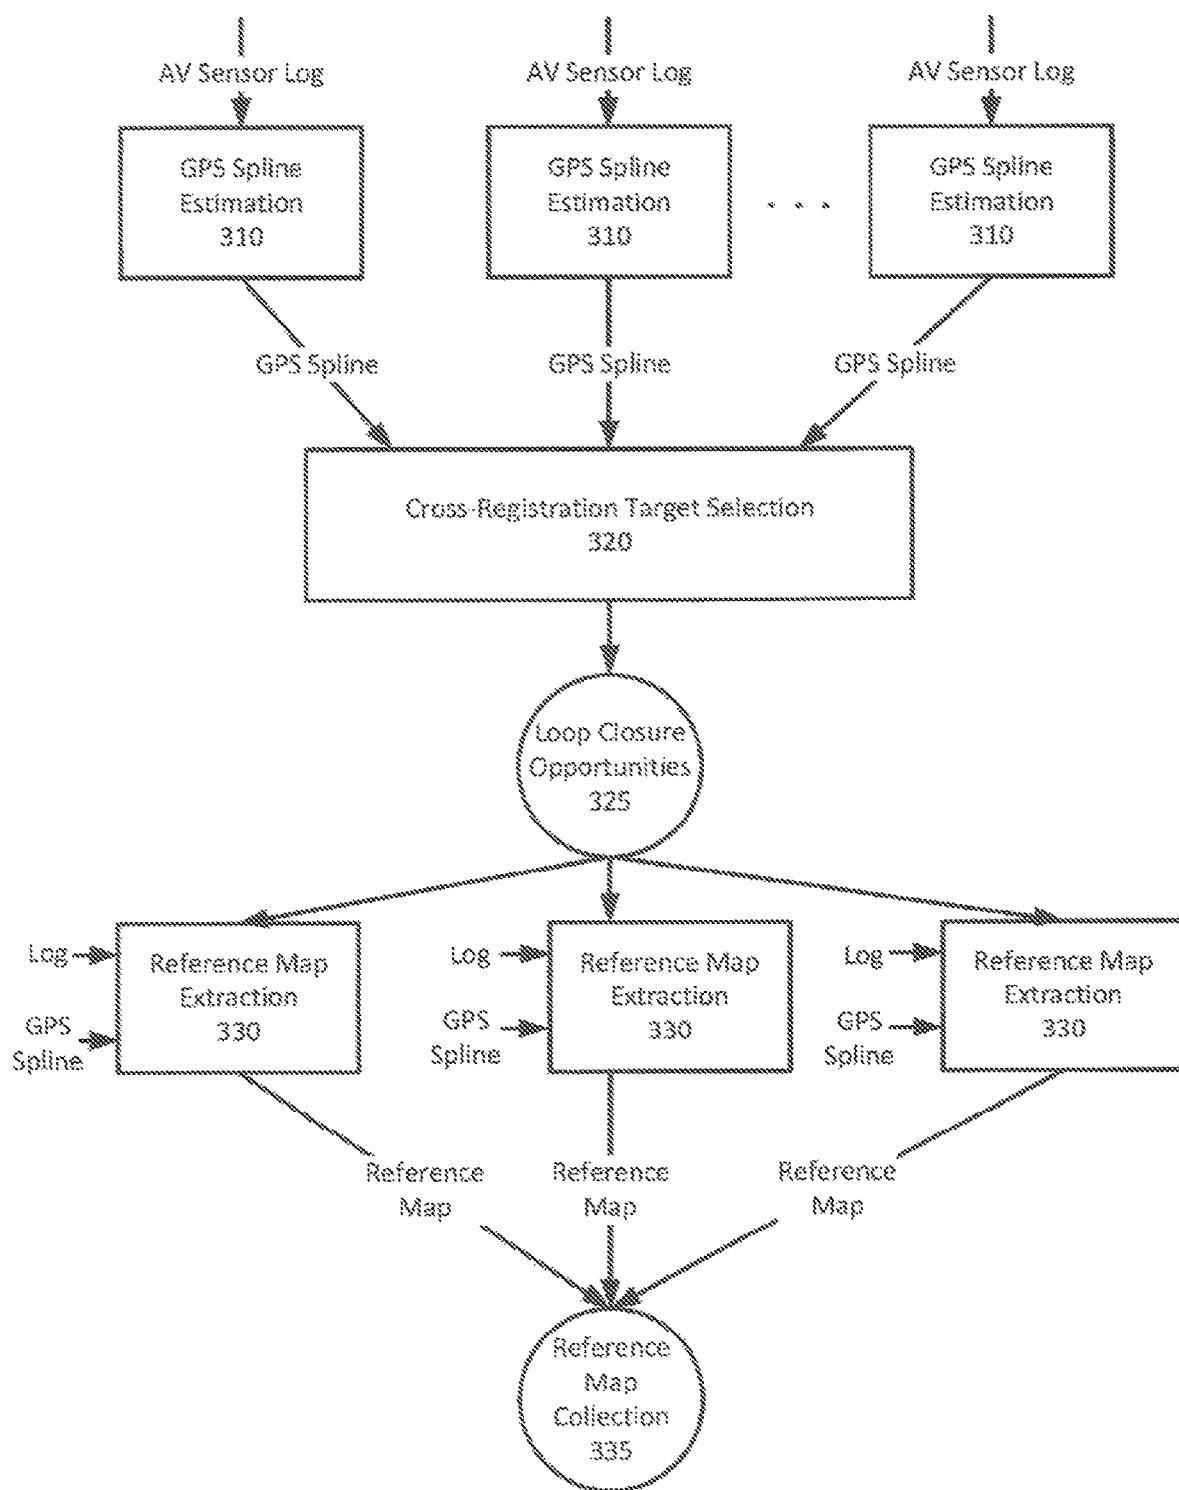 AV Sensor Log
AV Sensor Log
AV Sensor Log
GPS Spline
Estimation
310
GPS Spline
Estimation
310
. . .
GPS Spline
Estimation
310
GPS Spline
GPS Spline
GPS Spline
Cross-Registration Target Selection
320
Loop Closure
Opportunities
325
Log
GPS
Spline
Reference Map
Extraction
330
Log
GPS
Spline
Reference Map
Extraction
330
Log
GPS
Spline
Reference Map
Extraction
330
Reference
Map
Reference
Map
Reference
Map
Reference
Map
Collection
335